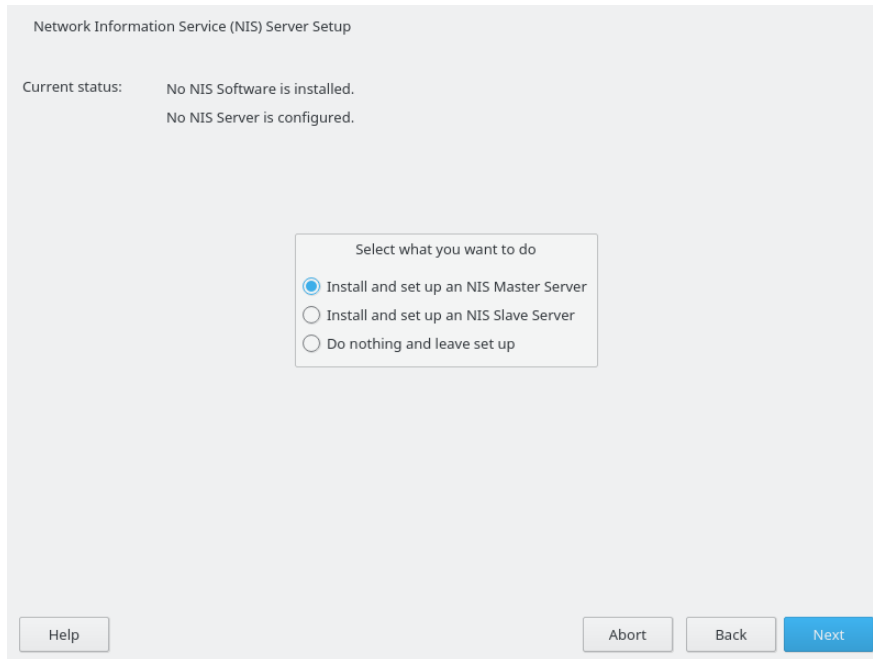 Network Information Service (NIS) Server Setup
Current status: No NIS Software is installed.
No NIS Server is configured.
Select what you want to do
Install and set up an NIS Master Server
Install and set up an NIS Slave Server
Do nothing and leave set up
Help Abort Back Next